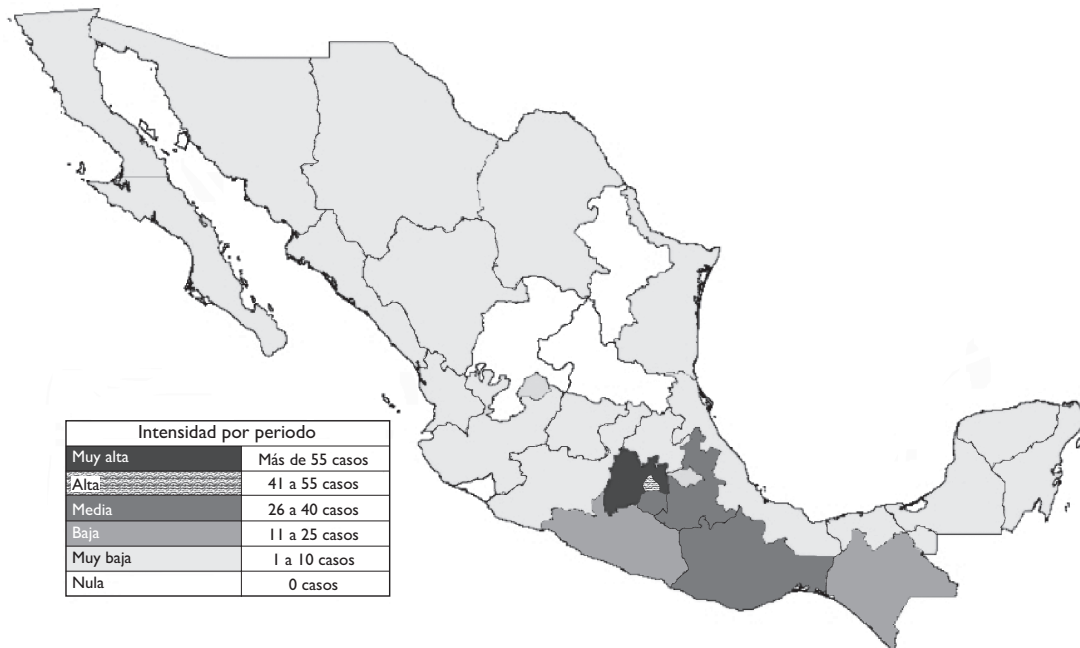 Intensidad por periodo
Muy alta Más de 55 casos
Alta 41 a 55 casos
Media 26 a 40 casos
Baja 11 a 25 casos
Muy baja 1 a 10 casos
Nula 0 casos